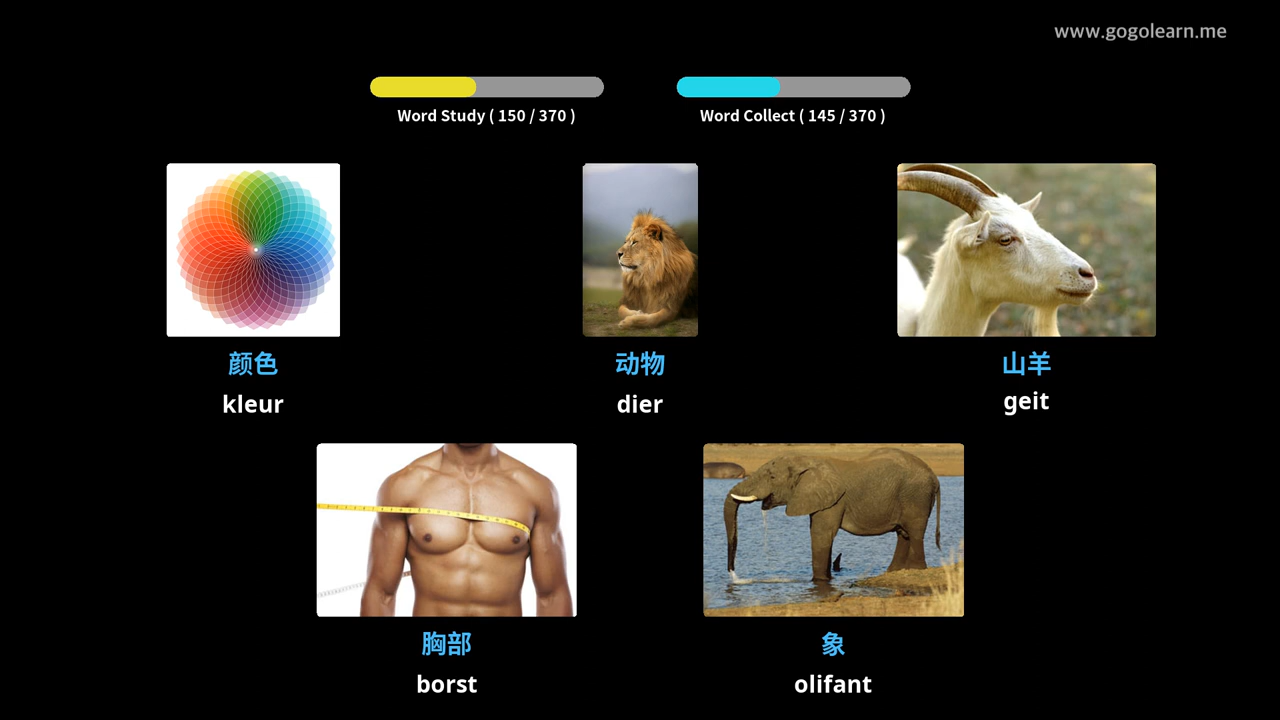 www.gogolearn.me
Word Study ( 150 / 370 )
Word Collect ( 145 / 370 )
颜色
动物
山羊
kleur
dier
geit
胸部
象
borst
olifant